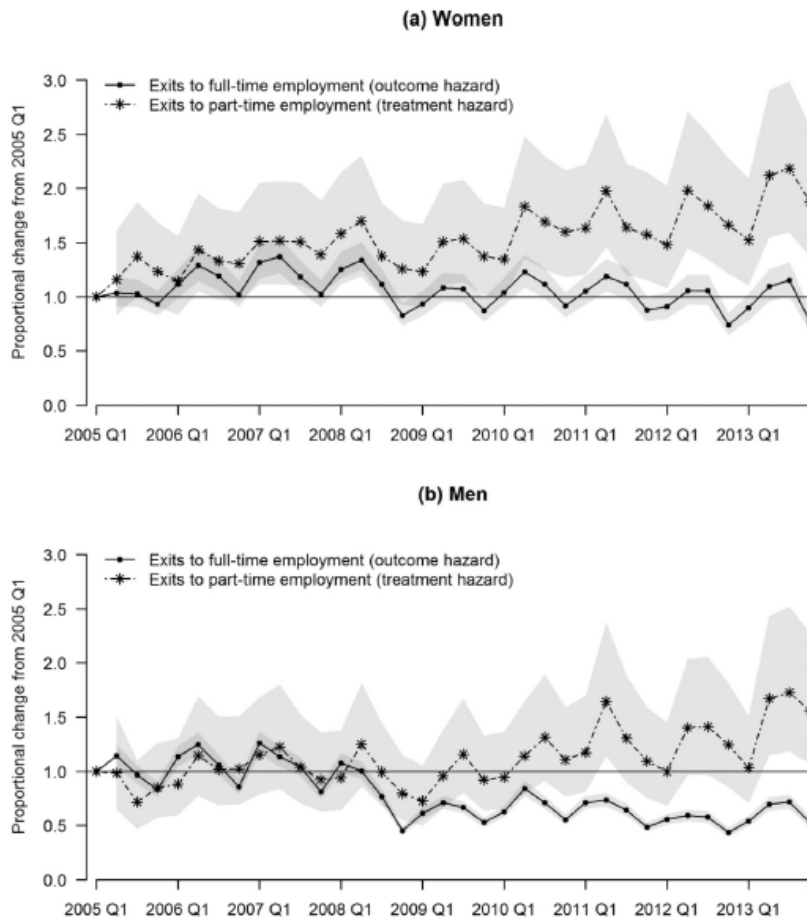 (a) Women
Proportional change from 2005 Q1
3.0
2.5
2.0
1.5
1.0
0.5
0.0
Exits to full-time employment (outcome hazard)
Exits to part-time employment (treatment hazard)
2005 Q1 2006 Q1 2007 Q1 2008 Q1 2009 Q1 2010 Q1 2011 Q1 2012 Q1 2013 Q1
(b) Men
Proportional change from 2005 Q1
3.0
2.5
2.0
1.5
1.0
0.5
0.0
Exits to full-time employment (outcome hazard)
Exits to part-time employment (treatment hazard)
2005 Q1 2006 Q1 2007 Q1 2008 Q1 2009 Q1 2010 Q1 2011 Q1 2012 Q1 2013 Q1